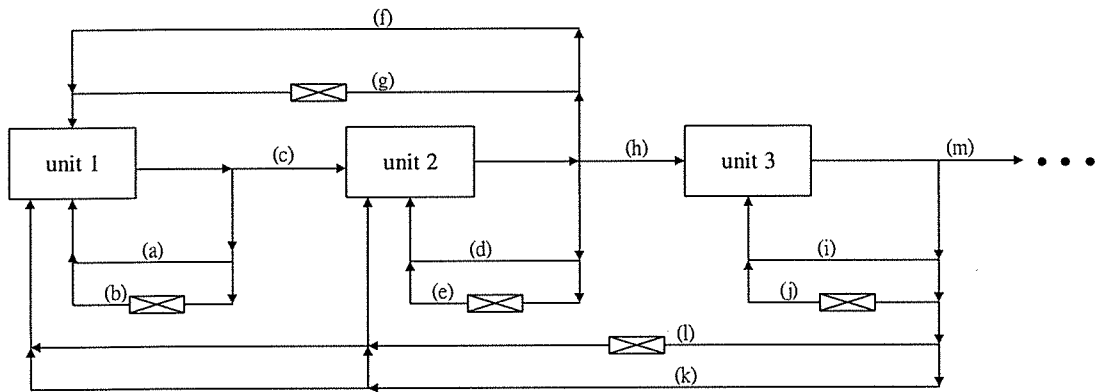 (f)
(g)
unit 1
(c)
unit 2
(h)
unit 3
(m)
(a)
(d)
(i)
(b)
(e)
(j)
(l)
(k)